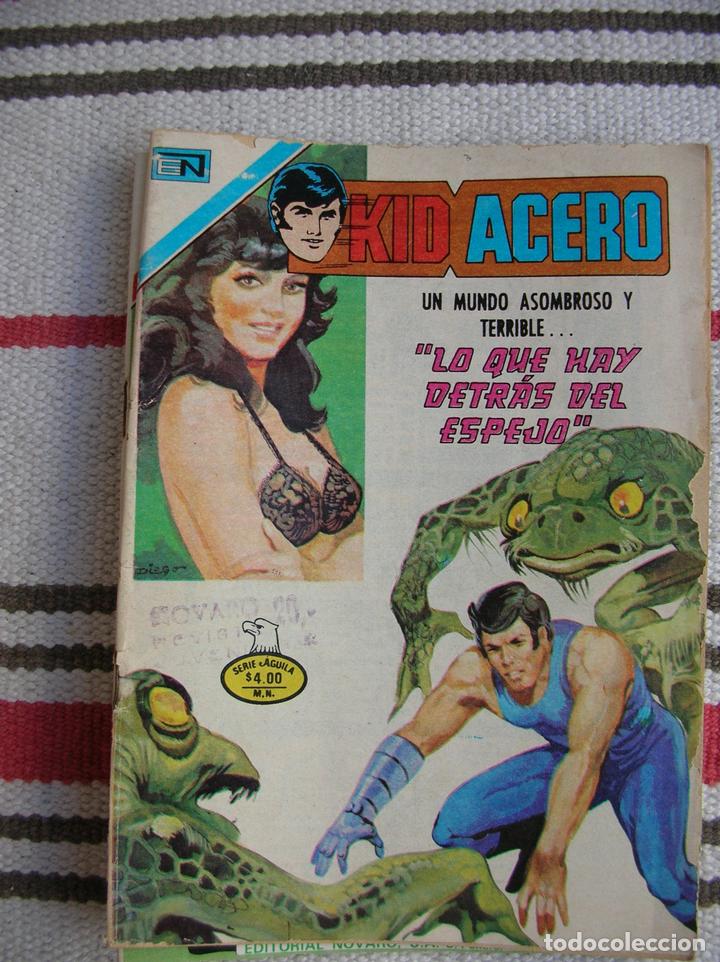 EN
KID ACERO
UN MUNDO ASOMBROSO Y
TERRIBLE...
"LO QUE HAY
DETRÁS DEL
ESPEJO"
DIEGO
SERIE AGUILA
$4.00
M.N.
EDITORIAL NOVARO, S.A.
todocoleccion